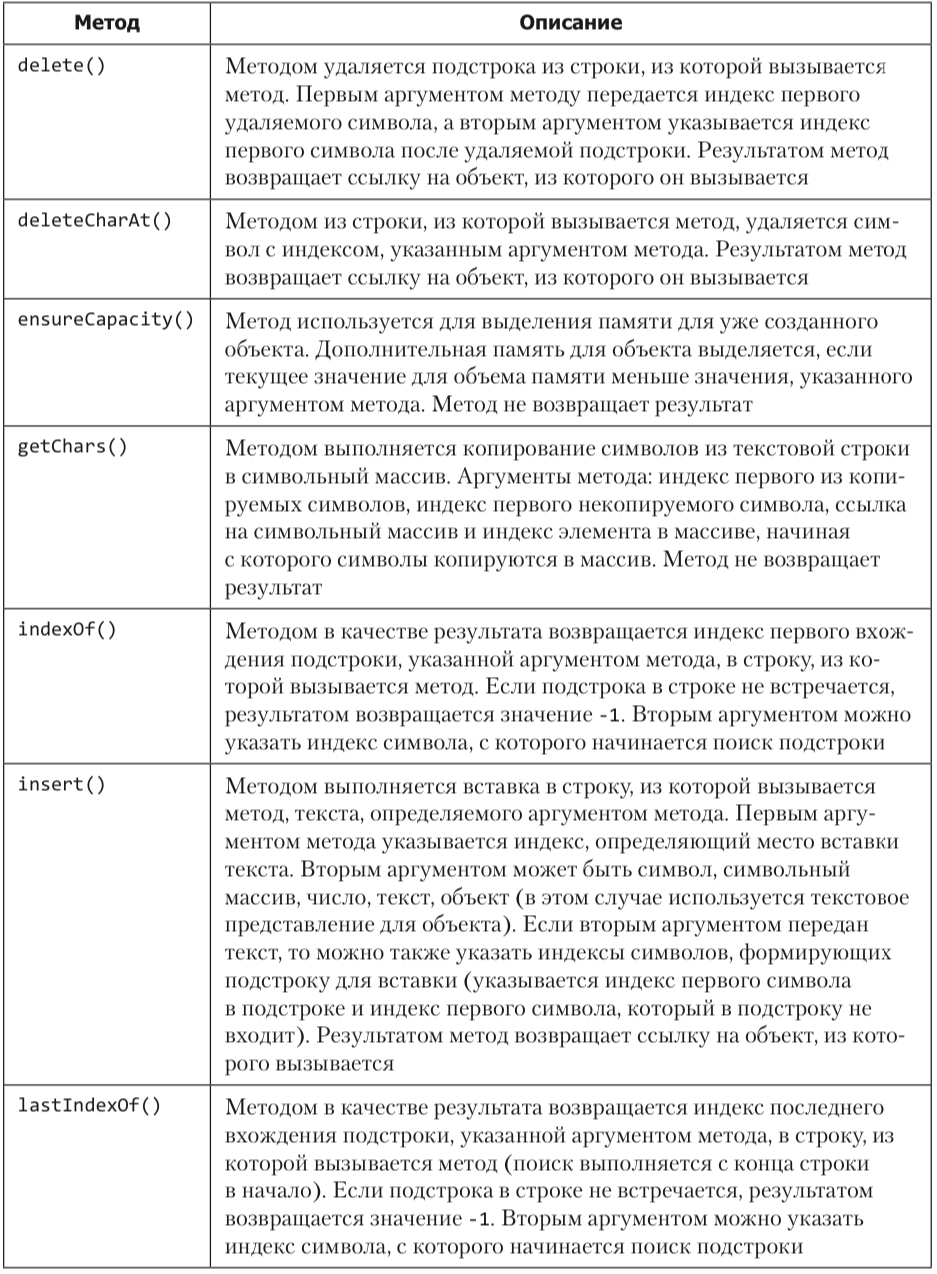 Метод Описание
delete() Методом удаляется подстрока из строки, из которой вызывается
метод. Первым аргументом методу передается индекс первого
удаляемого символа, а вторым аргументом указывается индекс
первого символа после удаляемой подстроки. Результатом метод
возвращает ссылку на объект, из которого он вызывается
deleteCharAt() Методом из строки, из которой вызывается метод, удаляется сим-
вол с индексом, указанным аргументом метода. Результатом метод
возвращает ссылку на объект, из которого он вызывается
ensureCapacity() Метод используется для выделения памяти для уже созданного
объекта. Дополнительная память для объекта выделяется, если
текущее значение для объема памяти меньше значения, указанного
аргументом метода. Метод не возвращает результат
getChars() Методом выполняется копирование символов из текстовой строки
в символьный массив. Аргументы метода: индекс первого из копи-
руемых символов, индекс первого некопируемого символа, ссылка
на символьный массив и индекс элемента в массиве, начиная
с которого символы копируются в массив. Метод не возвращает
результат
indexOf() Методом в качестве результата возвращается индекс первого вхож-
дения подстроки, указанной аргументом метода, в строку, из ко-
торой вызывается метод. Если подстрока в строке не встречается,
результатом возвращается значение -1. Вторым аргументом можно
указать индекс символа, с которого начинается поиск подстроки
insert() Методом выполняется вставка в строку, из которой вызывается
метод, текста, определяемого аргументом метода. Первым аргу-
ментом метода указывается индекс, определяющий место вставки
текста. Вторым аргументом может быть символ, символьный
массив, число, текст, объект (в этом случае используется текстовое
представление для объекта). Если вторым аргументом передан
текст, то можно также указать индексы символов, формирующих
подстроку для вставки (указывается индекс первого символа
в подстроке и индекс первого символа, который в подстроку не
входит). Результатом метод возвращает ссылку на объект, из кото-
рого вызывается
lastIndexOf() Методом в качестве результата возвращается индекс последнего
вхождения подстроки, указанной аргументом метода, в строку, из
которой вызывается метод (поиск выполняется с конца строки
в начало). Если подстрока в строке не встречается, результатом
возвращается значение -1. Вторым аргументом можно указать
индекс символа, с которого начинается поиск подстроки